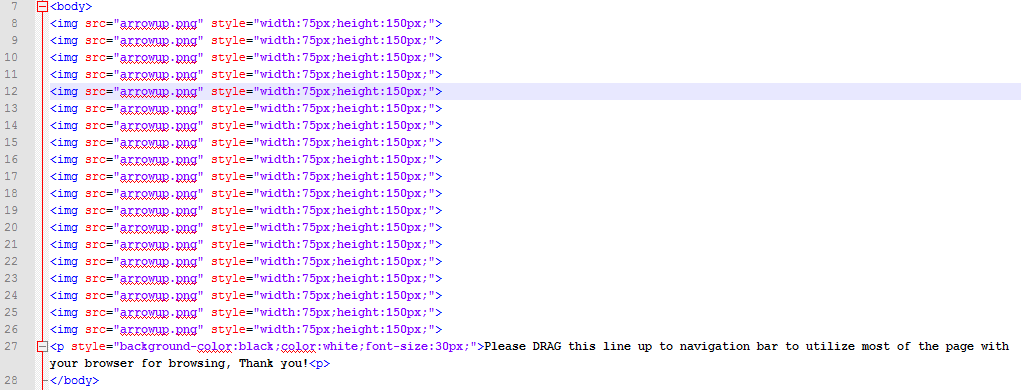 7 <body>
8 <img src="arrowup.png" style="width:75px;height:150px;">
9 <img src="arrowup.png" style="width:75px;height:150px;">
10 <img src="arrowup.png" style="width:75px;height:150px;">
11 <img src="arrowup.png" style="width:75px;height:150px;">
12 <img src="arrowup.png" style="width:75px;height:150px;">
13 <img src="arrowup.png" style="width:75px;height:150px;">
14 <img src="arrowup.png" style="width:75px;height:150px;">
15 <img src="arrowup.png" style="width:75px;height:150px;">
16 <img src="arrowup.png" style="width:75px;height:150px;">
17 <img src="arrowup.png" style="width:75px;height:150px;">
18 <img src="arrowup.png" style="width:75px;height:150px;">
19 <img src="arrowup.png" style="width:75px;height:150px;">
20 <img src="arrowup.png" style="width:75px;height:150px;">
21 <img src="arrowup.png" style="width:75px;height:150px;">
22 <img src="arrowup.png" style="width:75px;height:150px;">
23 <img src="arrowup.png" style="width:75px;height:150px;">
24 <img src="arrowup.png" style="width:75px;height:150px;">
25 <img src="arrowup.png" style="width:75px;height:150px;">
26 <img src="arrowup.png" style="width:75px;height:150px;">
27 <p style="background-color:black;color:white;font-size:30px;">Please DRAG this line up to navigation bar to utilize most of the page with
your browser for browsing, Thank you!<p>
28 </body>